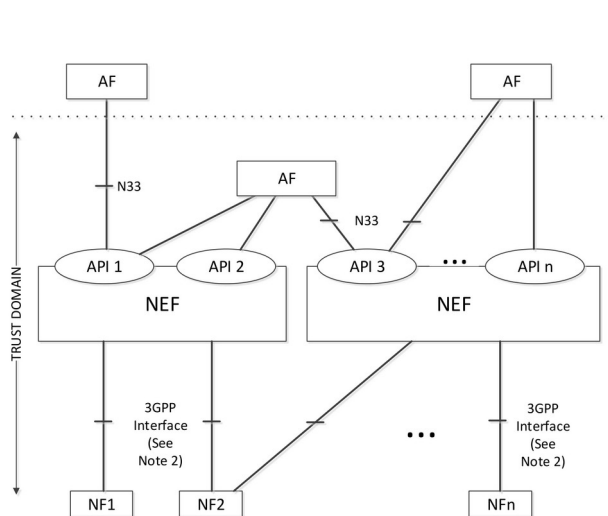 AF
AF
N33
AF
N33
API 1
API 2
API 3
...
API n
NEF
NEF
TRUST DOMAIN
3GPP
Interface
(See
Note 2)
...
3GPP
Interface
(See
Note 2)
NF1
NF2
NFn